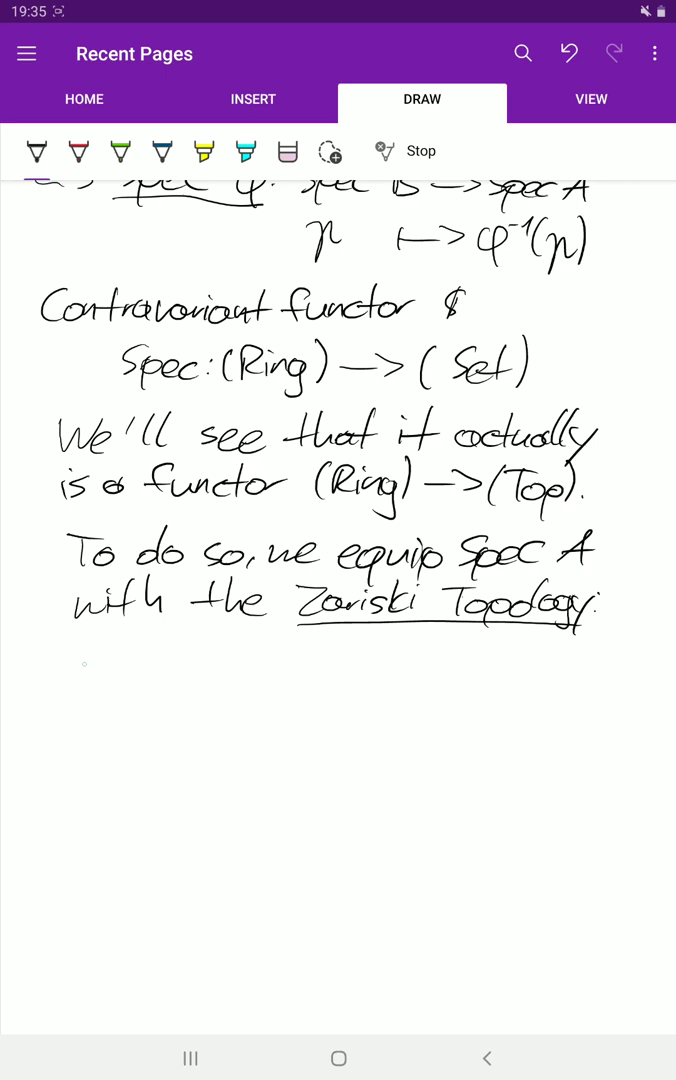 19:35
Recent Pages
HOME INSERT DRAW VIEW
Stop
Spec φ: Spec B -> Spec A
p ↦ φ⁻¹(p)
Contravariant functor $
Spec: (Ring) -> (Set)
We'll see that it actually
is a functor (Ring) -> (Top).
To do so, we equip Spec A
with the Zariski Topology: